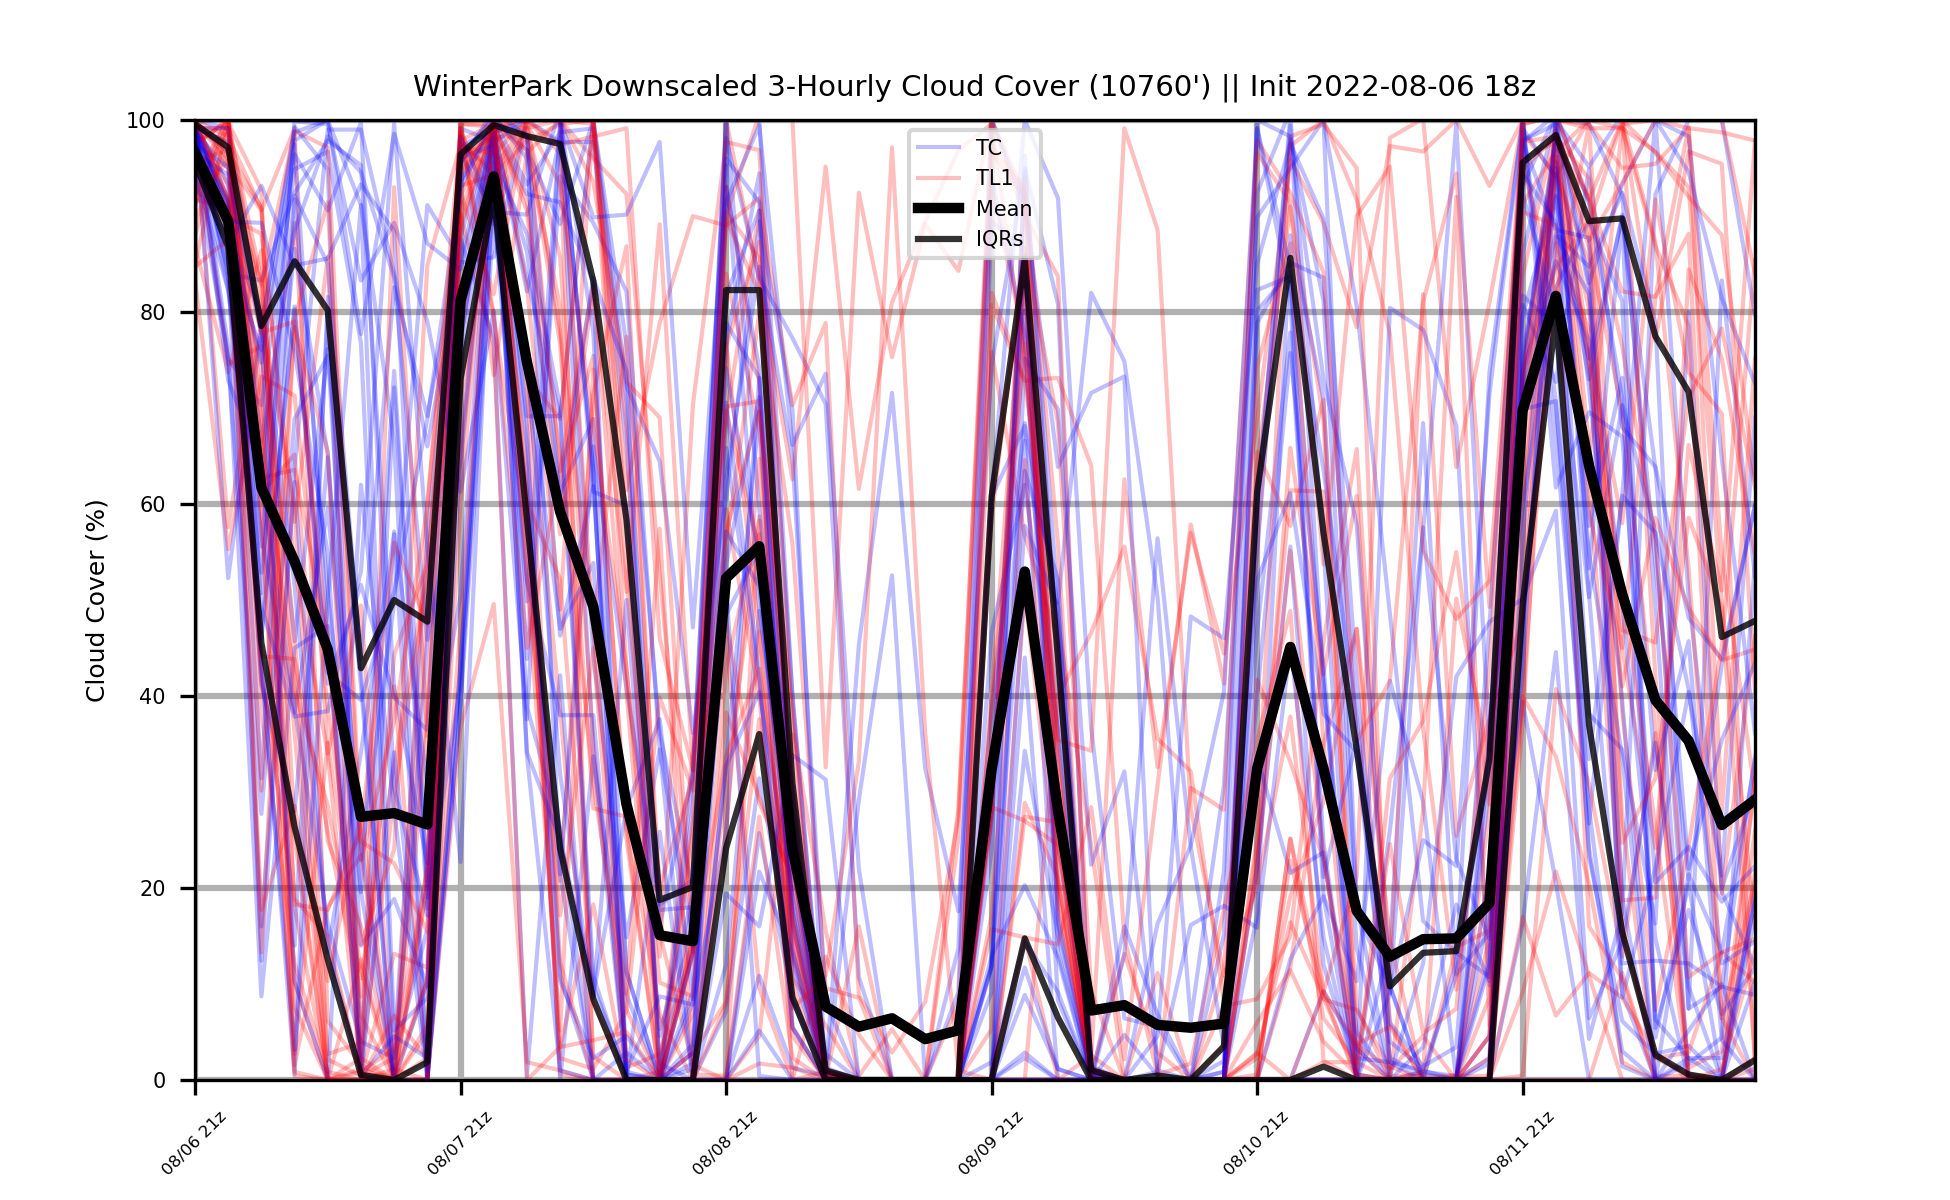 WinterPark Downscaled 3-Hourly Cloud Cover (10760') || Init 2022-08-06 18z
TC
TL1
Mean
IQRs
Cloud Cover (%)
100
80
60
40
20
0
08/06 21z
08/07 21z
08/08 21z
08/09 21z
08/10 21z
08/11 21z